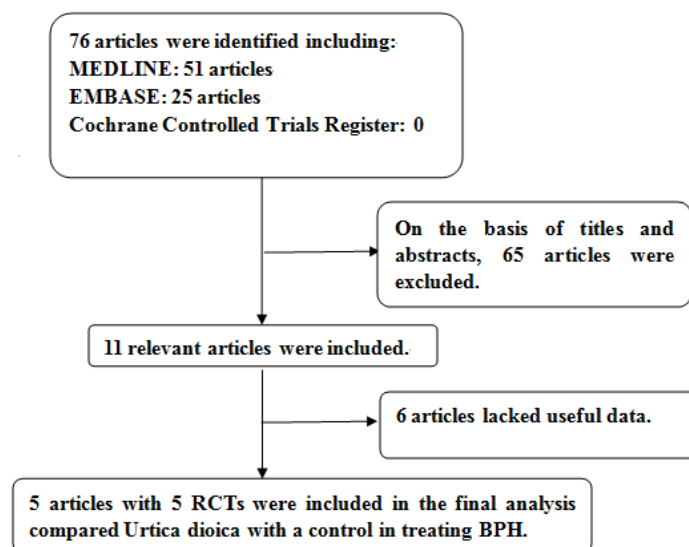 76 articles were identified including:
MEDLINE: 51 articles
EMBASE: 25 articles
Cochrane Controlled Trials Register: 0
On the basis of titles and
abstracts, 65 articles were
excluded.
11 relevant articles were included.
6 articles lacked useful data.
5 articles with 5 RCTs were included in the final analysis
compared Urtica dioica with a control in treating BPH.